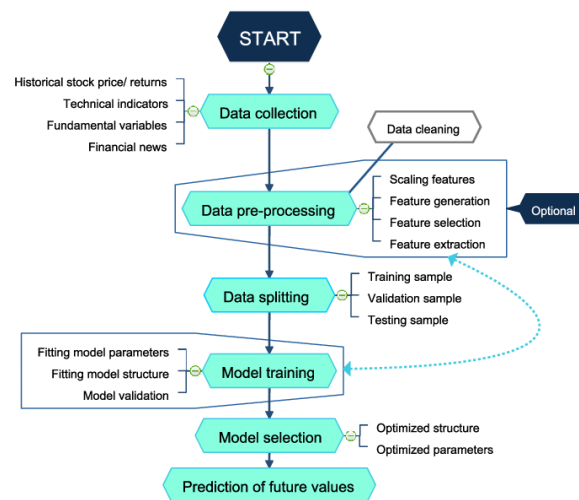 START
Historical stock price/ returns
Technical indicators
Fundamental variables
Financial news
Data collection
Data cleaning
Data pre-processing
Scaling features
Feature generation
Feature selection
Feature extraction
Optional
Data splitting
Training sample
Validation sample
Testing sample
Fitting model parameters
Fitting model structure
Model validation
Model training
Model selection
Optimized structure
Optimized parameters
Prediction of future values